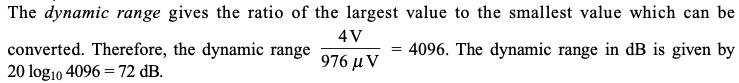 The dynamic range gives the ratio of the largest value to the smallest value which can be
converted. Therefore, the dynamic range 4 V / 976 μV = 4096. The dynamic range in dB is given by
20 log₁₀ 4096 = 72 dB.